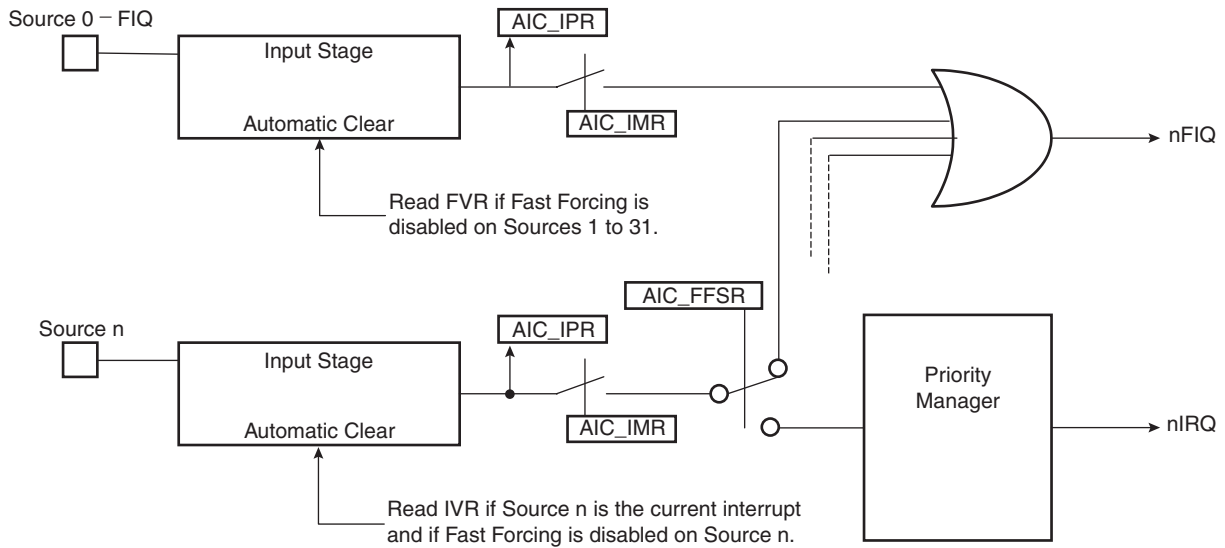 Source 0 – FIQ
AIC_IPR
Input Stage
Automatic Clear
AIC_IMR
nFIQ
Read FVR if Fast Forcing is
disabled on Sources 1 to 31.
AIC_FFSR
Source n
AIC_IPR
Input Stage
Automatic Clear
AIC_IMR
Priority
Manager
nIRQ
Read IVR if Source n is the current interrupt
and if Fast Forcing is disabled on Source n.